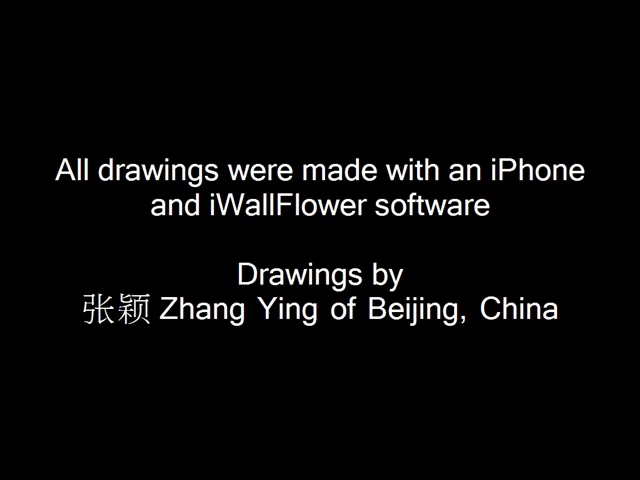 All drawings were made with an iPhone
and iWallFlower software
Drawings by
张颖 Zhang Ying of Beijing, China